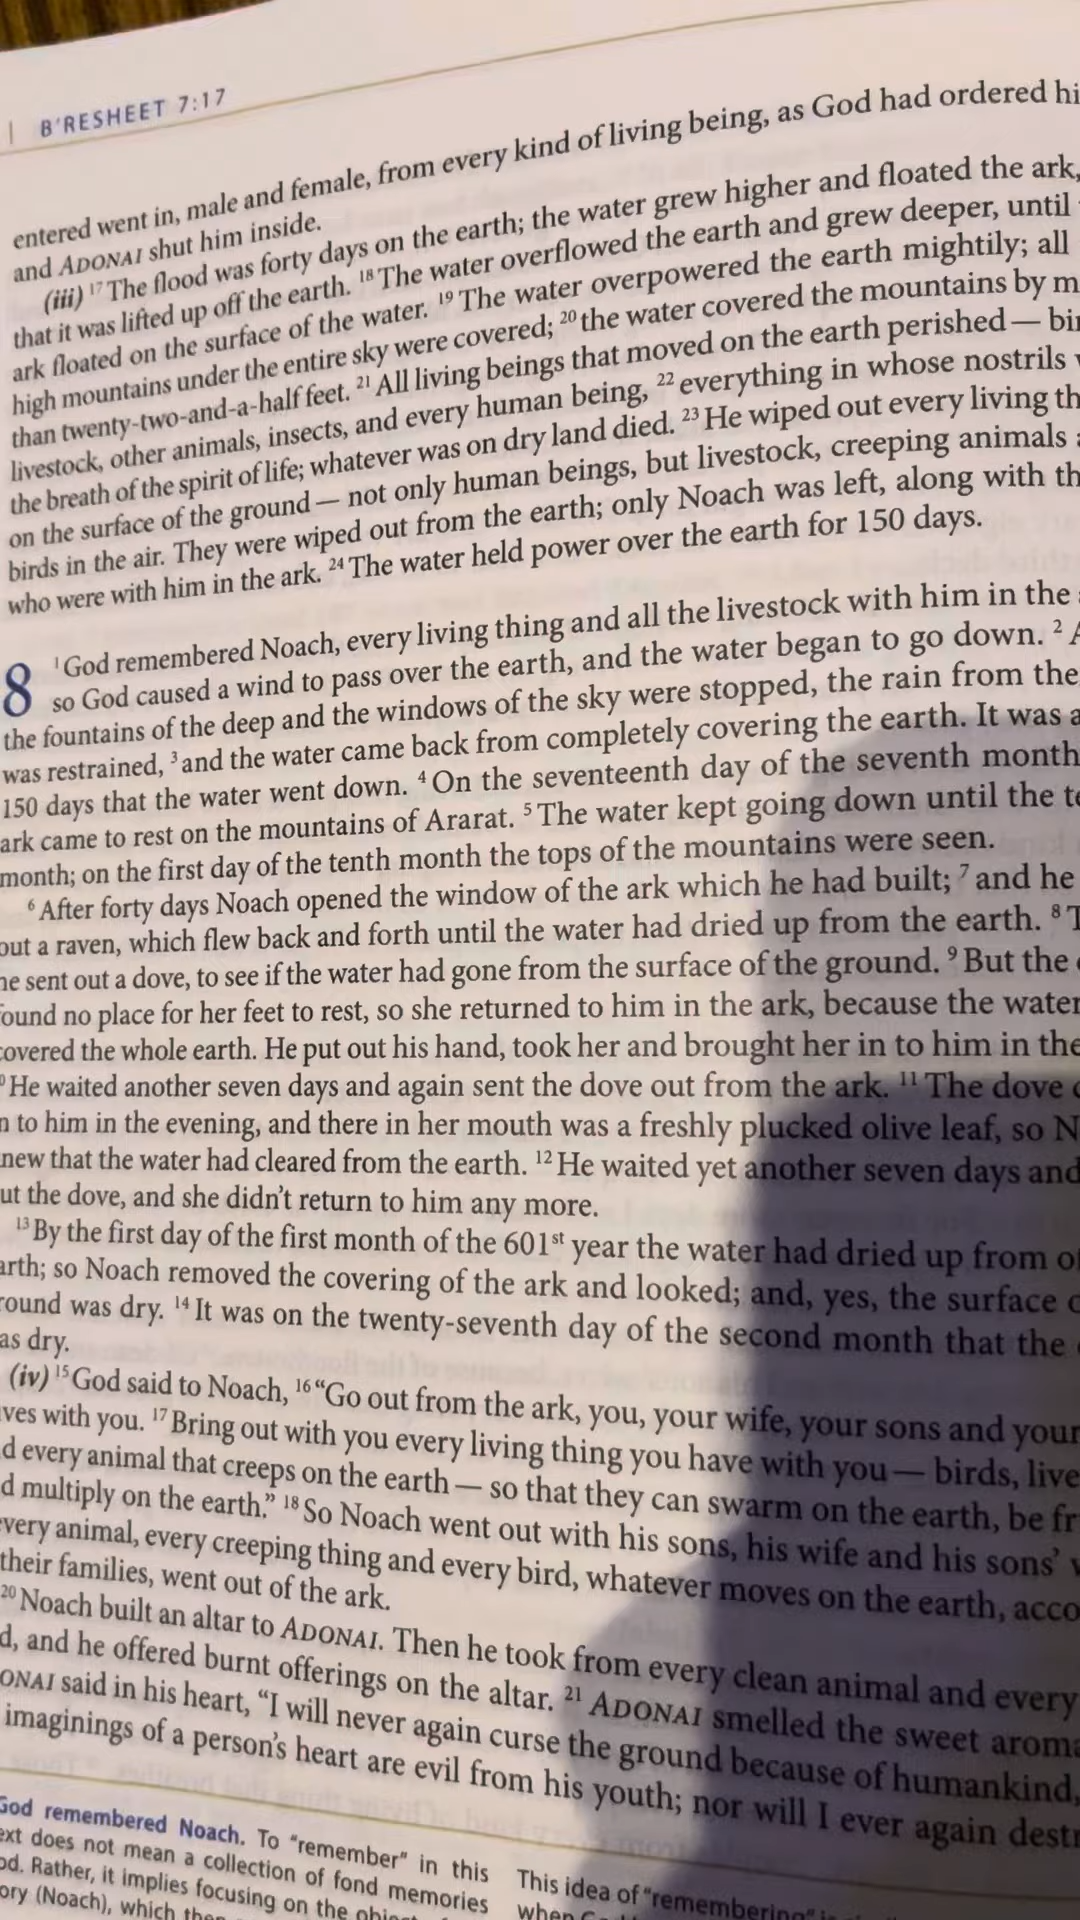 B'RESHEET 7:17
entered went in, male and female, from every kind of living being, as God had ordered
and ADONAI shut him inside.
(iii) 17 The flood was forty days on the earth; the water grew higher and floated the ark,
that it was lifted up off the earth. 18 The water overflowed the earth and grew deeper, until
ark floated on the surface of the water. 19 The water overpowered the earth mightily; all
high mountains under the entire sky were covered; 20 the water covered the mountains by
than twenty-two-and-a-half feet. 21 All living beings that moved on the earth perished —
livestock, other animals, insects, and every human being, 22 everything in whose nostrils
the breath of the spirit of life; whatever was on dry land died. 23 He wiped out every living
on the surface of the ground — not only human beings, but livestock, creeping animals
birds in the air. They were wiped out from the earth; only Noach was left, along with
who were with him in the ark. 24 The water held power over the earth for 150 days.
8 1 God remembered Noach, every living thing and all the livestock with him in the
so God caused a wind to pass over the earth, and the water began to go down. 2
the fountains of the deep and the windows of the sky were stopped, the rain from the
was restrained, 3 and the water came back from completely covering the earth. It was
150 days that the water went down. 4 On the seventeenth day of the seventh month
ark came to rest on the mountains of Ararat. 5 The water kept going down until the
month; on the first day of the tenth month the tops of the mountains were seen.
6 After forty days Noach opened the window of the ark which he had built; 7 and he
out a raven, which flew back and forth until the water had dried up from the earth. 8
he sent out a dove, to see if the water had gone from the surface of the ground. 9 But the
found no place for her feet to rest, so she returned to him in the ark, because the water
covered the whole earth. He put out his hand, took her and brought her in to him in the
He waited another seven days and again sent the dove out from the ark. 11 The dove
to him in the evening, and there in her mouth was a freshly plucked olive leaf, so
new that the water had cleared from the earth. 12 He waited yet another seven days and
ut the dove, and she didn't return to him any more.
13 By the first day of the first month of the 601st year the water had dried up from
arth; so Noach removed the covering of the ark and looked; and, yes, the surface
round was dry. 14 It was on the twenty-seventh day of the second month that the
as dry.
(iv) 15 God said to Noach, 16 "Go out from the ark, you, your wife, your sons and your
ves with you. 17 Bring out with you every living thing you have with you — birds, live
d every animal that creeps on the earth — so that they can swarm on the earth, be
d multiply on the earth." 18 So Noach went out with his sons, his wife and his sons'
every animal, every creeping thing and every bird, whatever moves on the earth,
their families, went out of the ark.
20 Noach built an altar to ADONAI. Then he took from every clean animal and every
d, and he offered burnt offerings on the altar. 21 ADONAI smelled the sweet
ONAI said in his heart, "I will never again curse the ground because of humankind,
imaginings of a person's heart are evil from his youth; nor will I ever again
God remembered Noach. To "remember" in this
ext does not mean a collection of fond memories
od. Rather, it implies focusing on the
ory (Noach), which
This idea of "remembering"
when